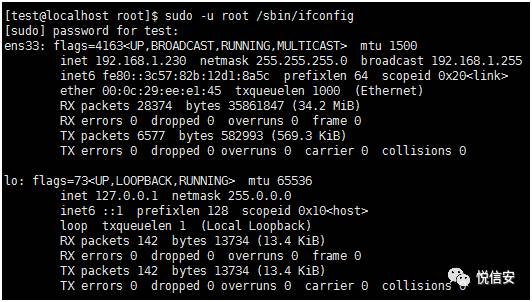 [test@localhost root]$ sudo -u root /sbin/ifconfig
[sudo] password for test:
ens33: flags=4163<UP,BROADCAST,RUNNING,MULTICAST>  mtu 1500
        inet 192.168.1.230  netmask 255.255.255.0  broadcast 192.168.1.255
        inet6 fe80::3c57:82b:12d1:8a5c  prefixlen 64  scopeid 0x20<link>
        ether 00:0c:29:ee:e1:45  txqueuelen 1000  (Ethernet)
        RX packets 28374  bytes 35861847 (34.2 MiB)
        RX errors 0  dropped 0  overruns 0  frame 0
        TX packets 6577  bytes 582993 (569.3 KiB)
        TX errors 0  dropped 0 overruns 0  carrier 0  collisions 0

lo: flags=73<UP,LOOPBACK,RUNNING>  mtu 65536
        inet 127.0.0.1  netmask 255.0.0.0
        inet6 ::1  prefixlen 128  scopeid 0x10<host>
        loop  txqueuelen 1  (Local Loopback)
        RX packets 142  bytes 13734 (13.4 KiB)
        RX errors 0  dropped 0  overruns 0  frame 0
        TX packets 142  bytes 13734 (13.4 KiB)
        TX errors 0  dropped 0 overruns 0  carrier 0  collisions 0
悦信安